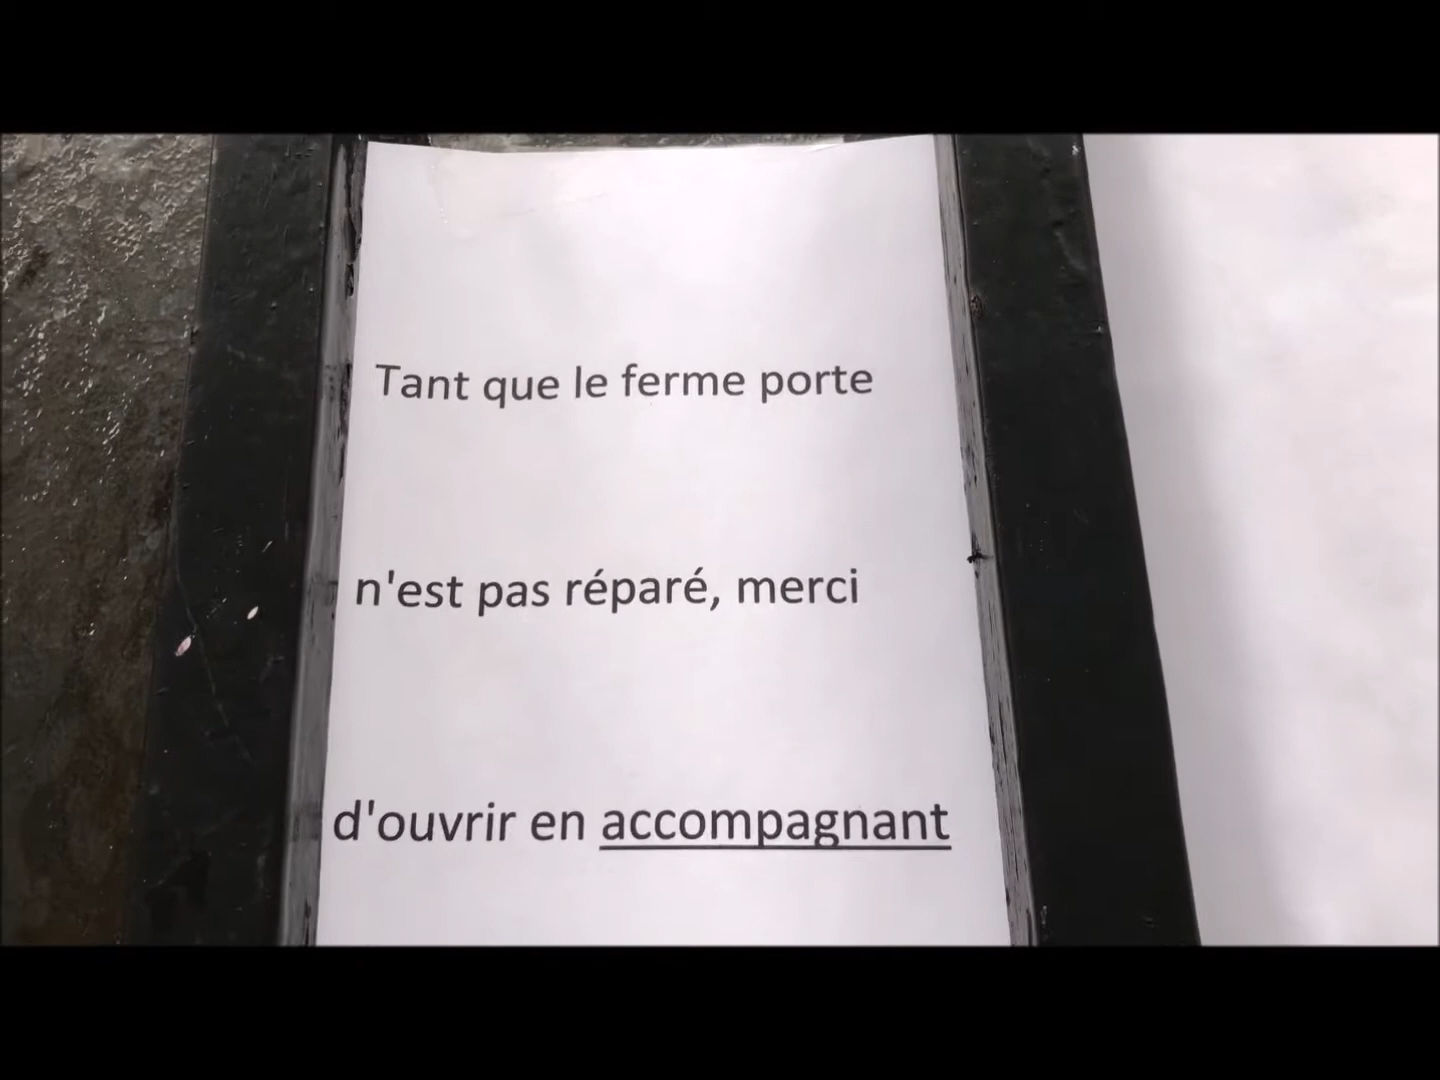 Tant que le ferme porte
n'est pas réparé, merci
d'ouvrir en accompagnant